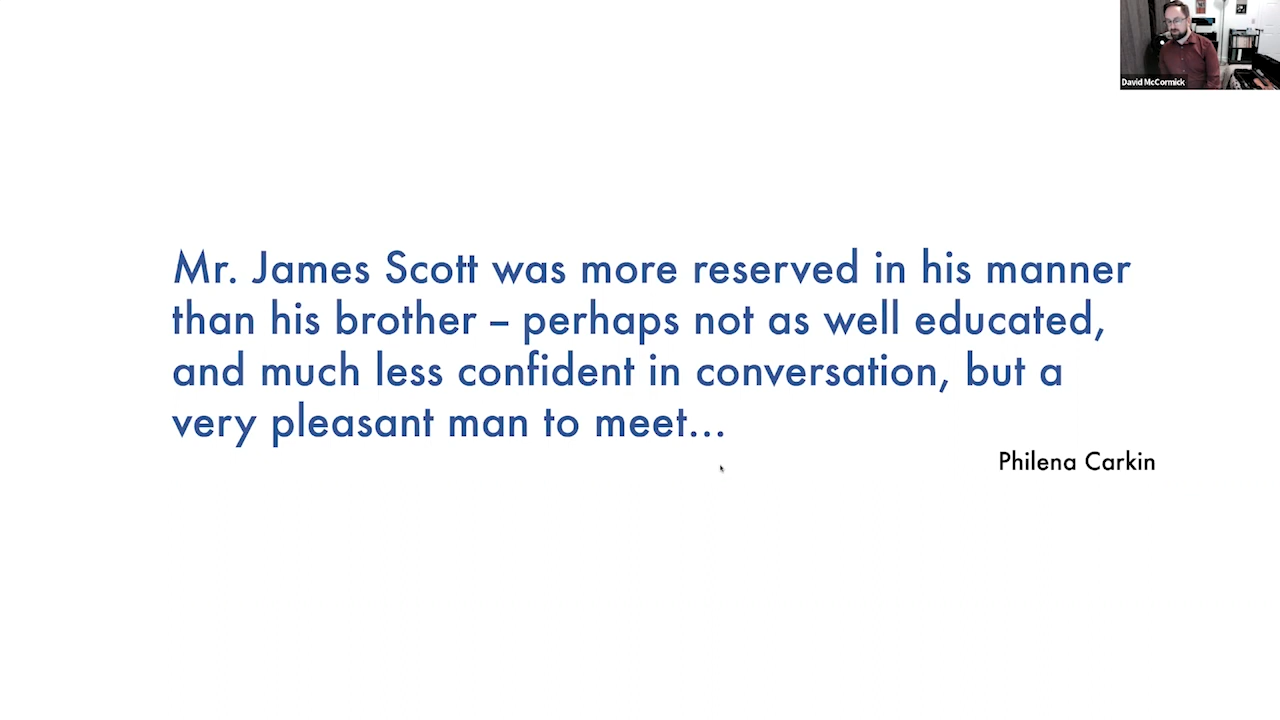 David McCormick
Mr. James Scott was more reserved in his manner
than his brother – perhaps not as well educated,
and much less confident in conversation, but a
very pleasant man to meet...
Philena Carkin